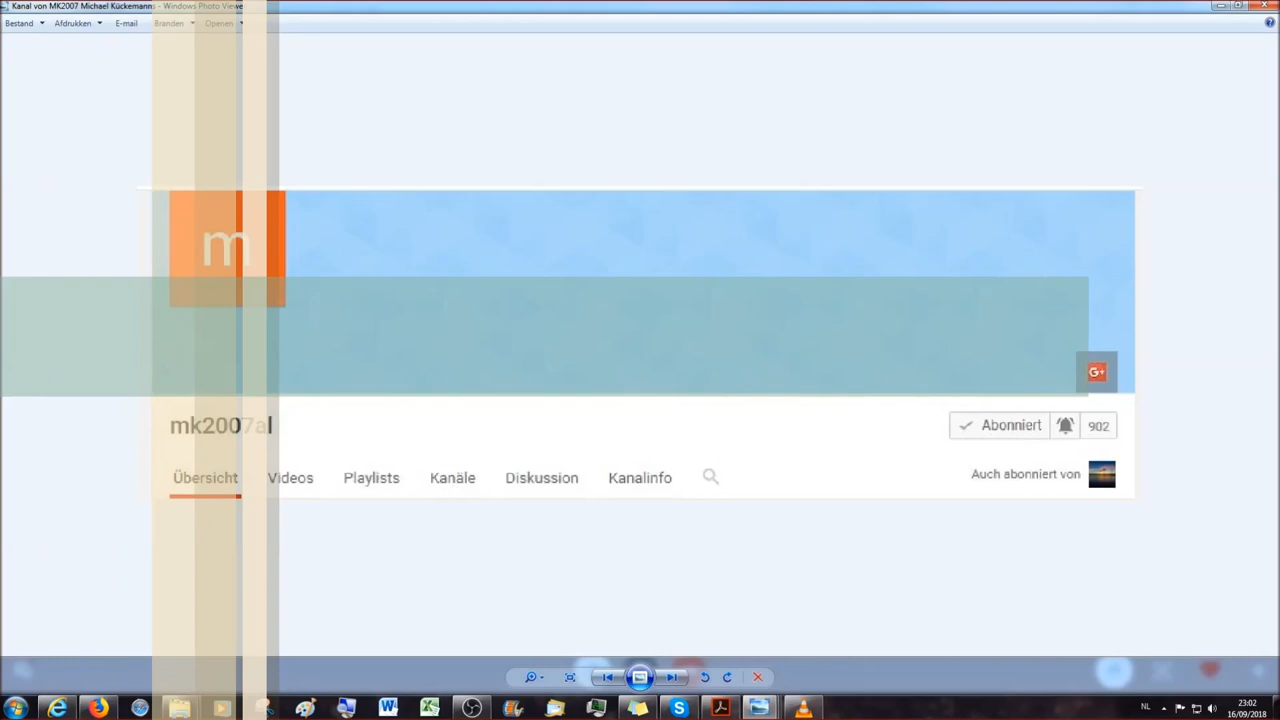 Kanal von MK2007 Michael Kückemanns - Windows Photo Viewer
Bestand Afdrukken E-mail Branden Openen
m
G+
mk2007al
Abonniert 902
Übersicht Videos Playlists Kanäle Diskussion Kanalinfo
Auch abonniert von
NL
23:02
16/09/2018